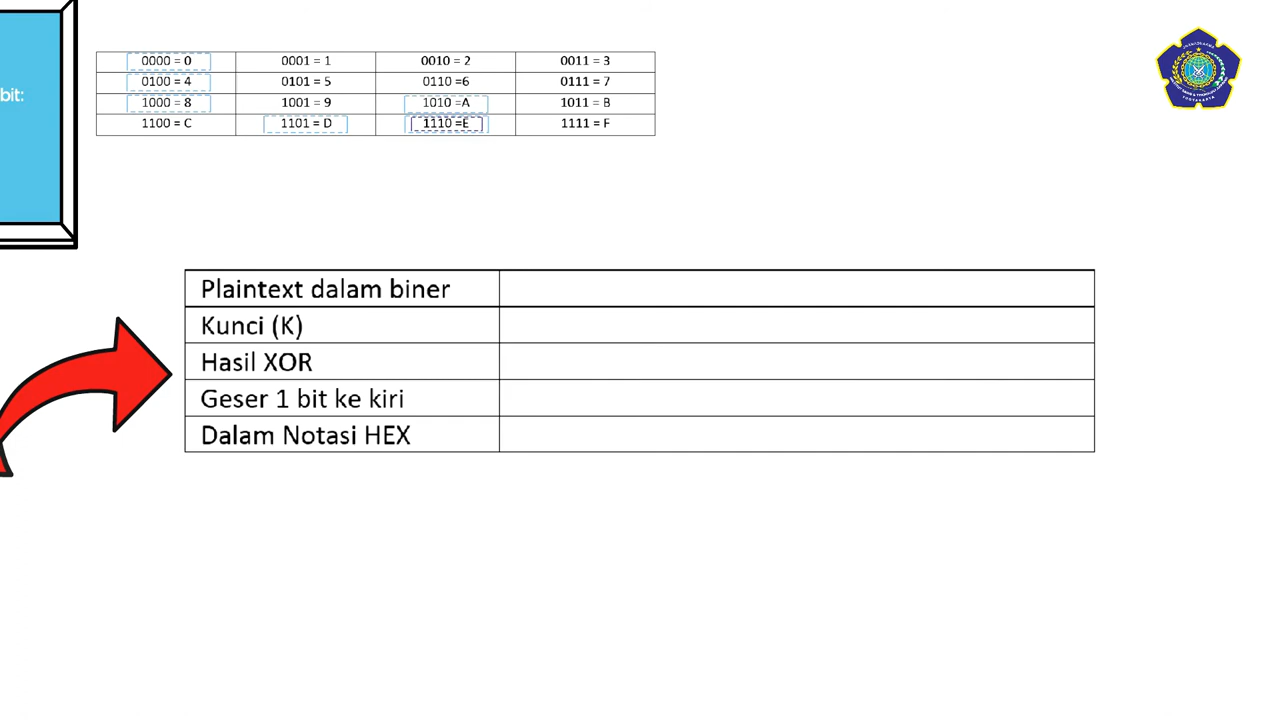 bit:
0000 = 0 0001 = 1 0010 = 2 0011 = 3
0100 = 4 0101 = 5 0110 =6 0111 = 7
1000 = 8 1001 = 9 1010 =A 1011 = B
1100 = C 1101 = D 1110 =E 1111 = F
Plaintext dalam biner
Kunci (K)
Hasil XOR
Geser 1 bit ke kiri
Dalam Notasi HEX